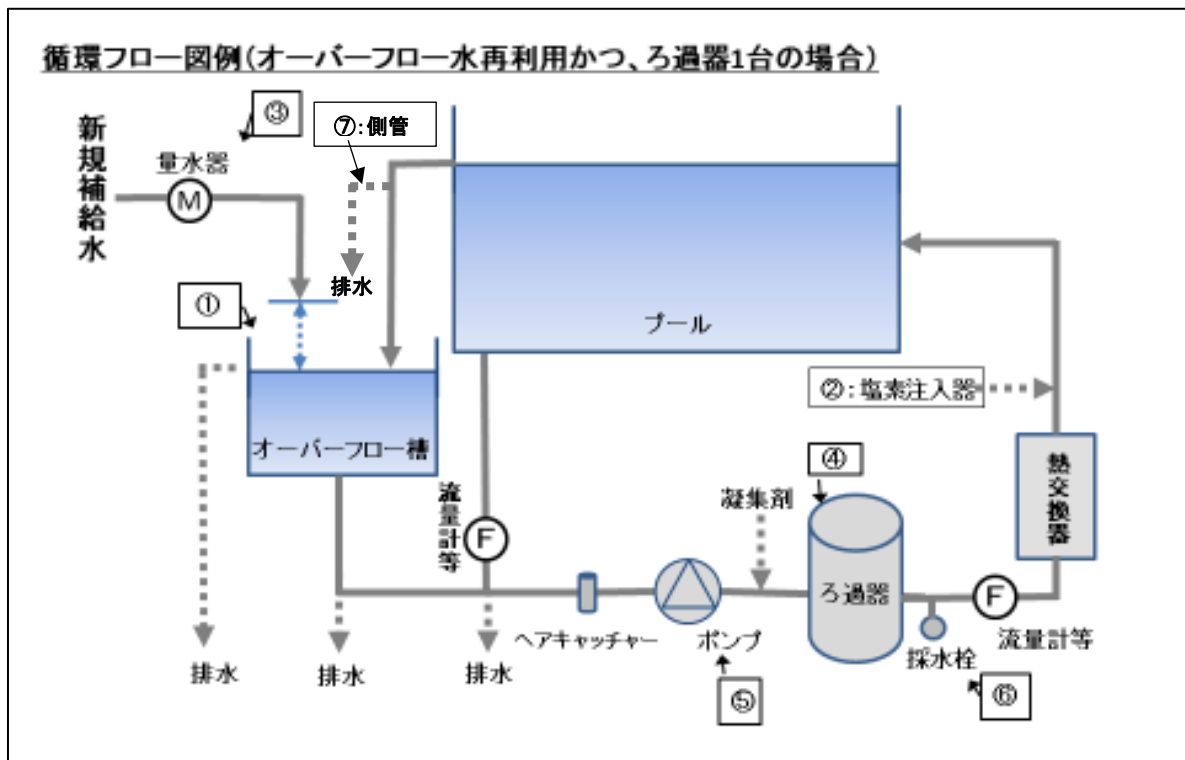 循環フロー図例(オーバーフロー水再利用かつ、ろ過器1台の場合)
③
⑦:側管
新規補給水
量水器
M
排水
①
プール
②:塩素注入器
オーバーフロー槽
流量計等
F
凝集剤
④
熱交換器
ろ過器
F
ヘアキャッチャー
ポンプ
流量計等
採水栓
排水
排水
排水
⑤
⑥